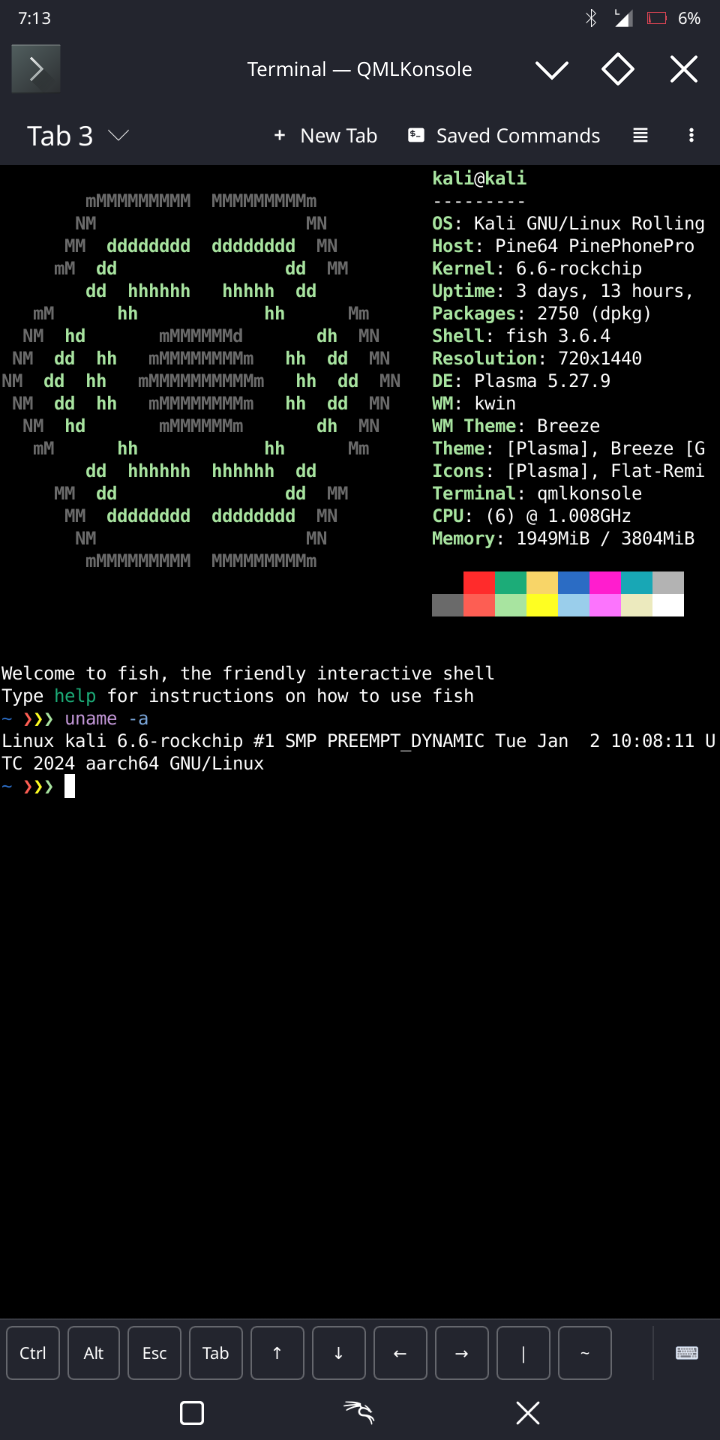 7:13 6%
Terminal — QMLKonsole
Tab 3 + New Tab Saved Commands
mMMMMMMMMM MMMMMMMMMm kali@kali
---------
NM MN OS: Kali GNU/Linux Rolling
MM dddddddd dddddddd MN Host: Pine64 PinePhonePro
mM dd dd MM Kernel: 6.6-rockchip
dd hhhhhh hhhhh dd Uptime: 3 days, 13 hours,
mM hh hh Mm Packages: 2750 (dpkg)
NM hd mMMMMMd dh MN Shell: fish 3.6.4
NM dd hh mMMMMMMMMm hh dd MN Resolution: 720x1440
NM dd hh mMMMMMMMMMMm hh dd MN DE: Plasma 5.27.9
NM dd hh mMMMMMMMMm hh dd MN WM: kwin
NM hd mMMMMMMm dh MN WM Theme: Breeze
mM hh hh Mm Theme: [Plasma], Breeze [G
dd hhhhhh hhhhhh dd Icons: [Plasma], Flat-Remi
MM dd dd MM Terminal: qmlkonsole
MM dddddddd dddddddd MN CPU: (6) @ 1.008GHz
NM MN Memory: 1949MiB / 3804MiB
mMMMMMMMMM MMMMMMMMMm
Welcome to fish, the friendly interactive shell
Type help for instructions on how to use fish
~ ❯❯❯ uname -a
Linux kali 6.6-rockchip #1 SMP PREEMPT_DYNAMIC Tue Jan  2 10:08:11 U
TC 2024 aarch64 GNU/Linux
~ ❯❯❯
Ctrl Alt Esc Tab ↑ ↓ ← → | ~